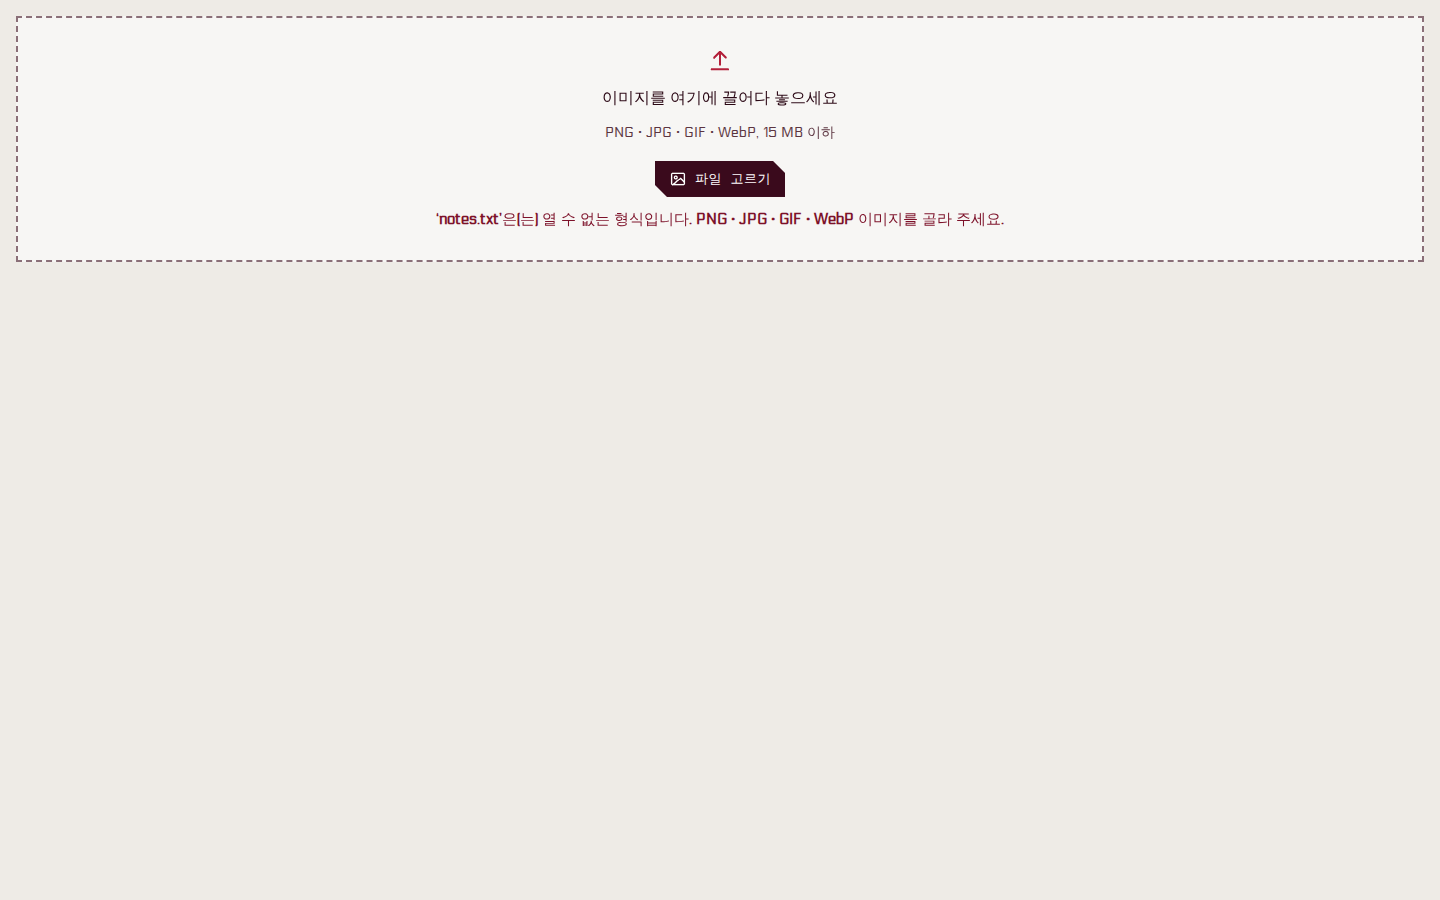 이미지를 여기에 끌어다 놓으세요
PNG · JPG · GIF · WebP, 15 MB 이하
파일 고르기
‘notes.txt’은(는) 열 수 없는 형식입니다. PNG · JPG · GIF · WebP 이미지를 골라 주세요.